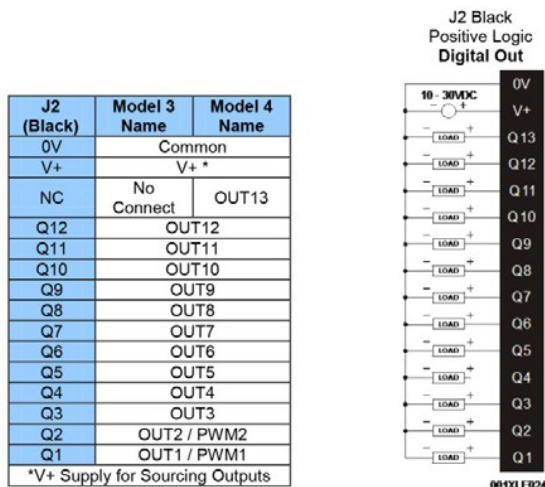 J2 (Black) Model 3 Name Model 4 Name
0V Common
V+ V+ *
NC No Connect OUT13
Q12 OUT12
Q11 OUT11
Q10 OUT10
Q9 OUT9
Q8 OUT8
Q7 OUT7
Q6 OUT6
Q5 OUT5
Q4 OUT4
Q3 OUT3
Q2 OUT2 / PWM2
Q1 OUT1 / PWM1
*V+ Supply for Sourcing Outputs
J2 Black
Positive Logic
Digital Out
0V
10 - 30VDC
- + V+
- LOAD + Q13
- LOAD + Q12
- LOAD + Q11
- LOAD + Q10
- LOAD + Q9
- LOAD + Q8
- LOAD + Q7
- LOAD + Q6
- LOAD + Q5
- LOAD + Q4
- LOAD + Q3
- LOAD + Q2
- LOAD + Q1
001XLE024